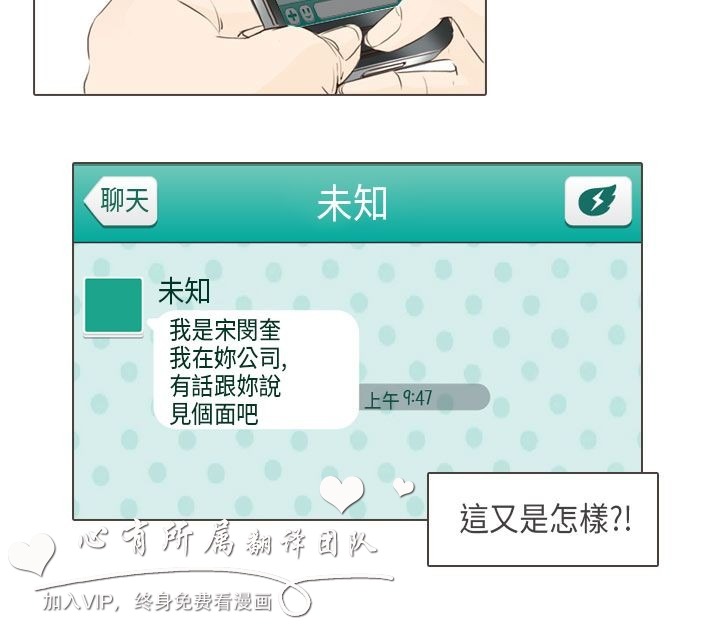 聊天
未知
未知
我是宋閔奎
我在妳公司,
有話跟妳說
見個面吧
上午 9:47
這又是怎樣?!
心有所属翻译团队
加入VIP，终身免费看漫画